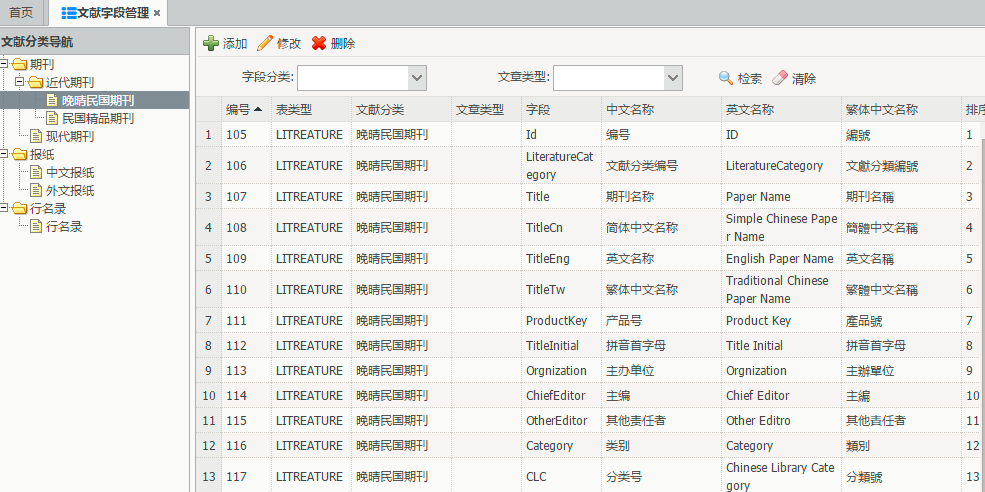 首页 文献字段管理 ×
文献分类导航
期刊
近代期刊
晚晴民国期刊
民国精品期刊
现代期刊
报纸
中文报纸
外文报纸
行名录
行名录
添加 修改 删除
字段分类: 文章类型: 检索 清除
编号 表类型 文献分类 文章类型 字段 中文名称 英文名称 繁体中文名称 排序
1 105 LITREATURE 晚晴民国期刊 Id 编号 ID 編號 1
2 106 LITREATURE 晚晴民国期刊 LiteratureCat
egory 文献分类编号 LiteratureCategory 文獻分類編號 2
3 107 LITREATURE 晚晴民国期刊 Title 期刊名称 Paper Name 期刊名稱 3
4 108 LITREATURE 晚晴民国期刊 TitleCn 简体中文名称 Simple Chinese Pape
r Name 簡體中文名稱 4
5 109 LITREATURE 晚晴民国期刊 TitleEng 英文名称 English Paper Name 英文名稱 5
6 110 LITREATURE 晚晴民国期刊 TitleTw 繁体中文名称 Traditional Chinese
Paper Name 繁體中文名稱 6
7 111 LITREATURE 晚晴民国期刊 ProductKey 产品号 Product Key 產品號 7
8 112 LITREATURE 晚晴民国期刊 TitleInitial 拼音首字母 Title Initial 拼音首字母 8
9 113 LITREATURE 晚晴民国期刊 Orgnization 主办单位 Orgnization 主辦單位 9
10 114 LITREATURE 晚晴民国期刊 ChiefEditor 主编 Chief Editor 主編 10
11 115 LITREATURE 晚晴民国期刊 OtherEditor 其他责任者 Other Editro 其他責任者 11
12 116 LITREATURE 晚晴民国期刊 Category 类别 Category 類別 12
13 117 LITREATURE 晚晴民国期刊 CLC 分类号 Chinese Library Cate
gory 分類號 13